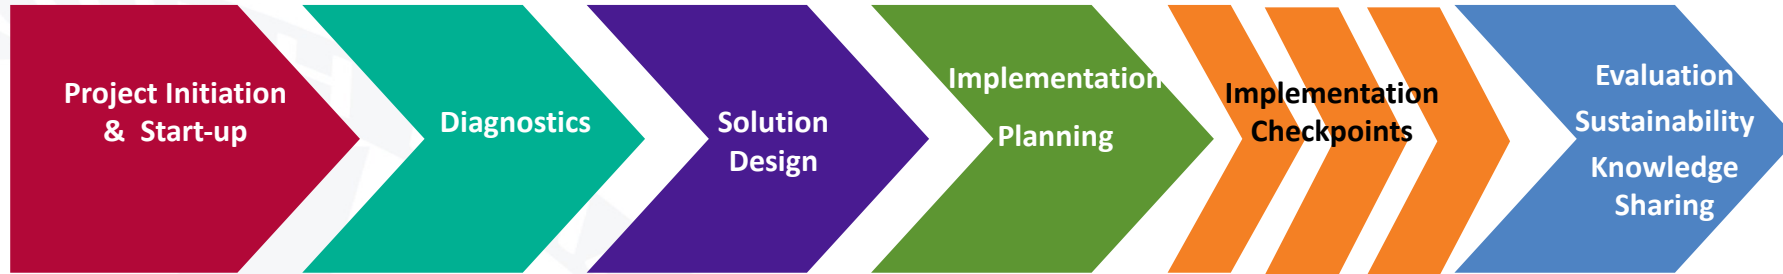 Project Initiation
& Start-up
Diagnostics
Solution
Design
Implementation
Planning
Implementation
Checkpoints
Evaluation
Sustainability
Knowledge
Sharing